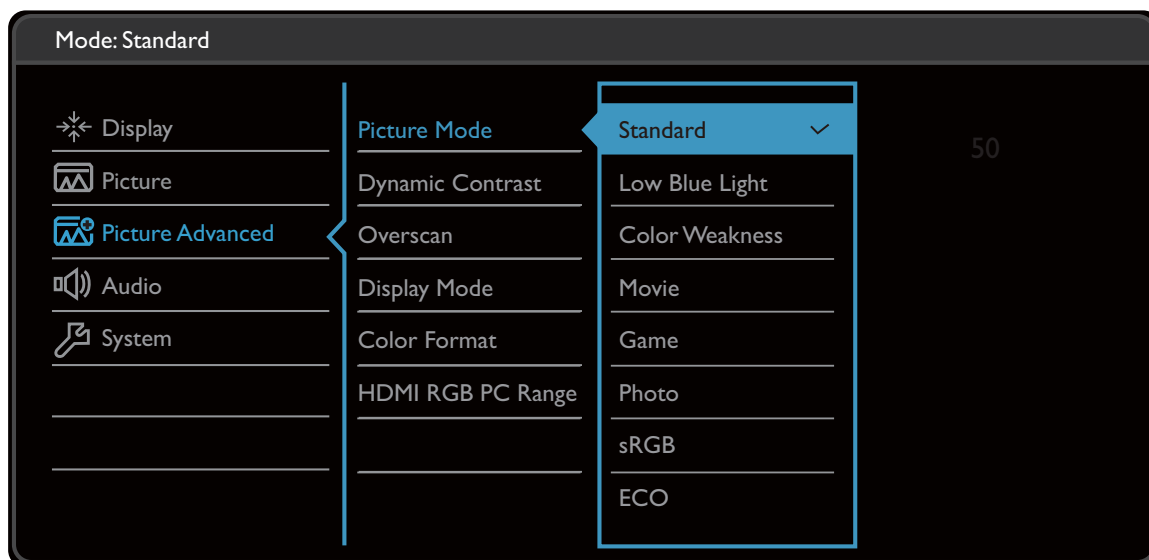 Mode: Standard
Display
Picture
Picture Advanced
Audio
System
Picture Mode
Dynamic Contrast
Overscan
Display Mode
Color Format
HDMI RGB PC Range
Standard
Low Blue Light
Color Weakness
Movie
Game
Photo
sRGB
ECO
50